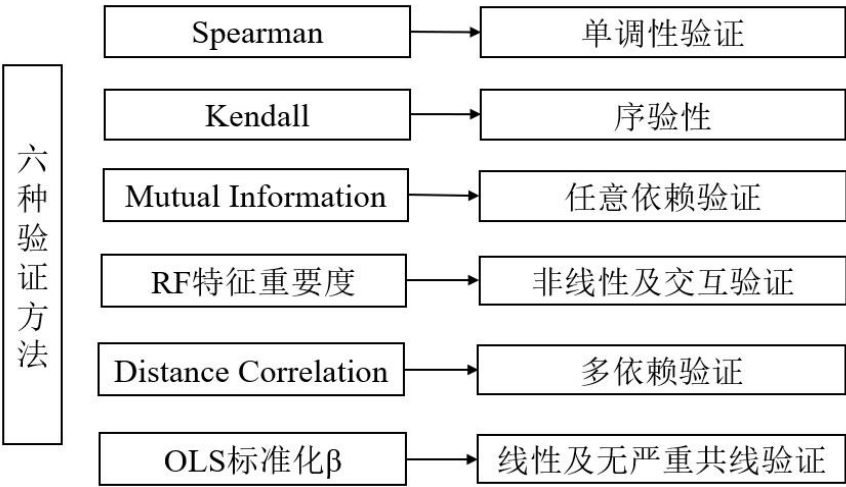 六种验证方法
Spearman
单调性验证
Kendall
序验性
Mutual Information
任意依赖验证
RF特征重要度
非线性及交互验证
Distance Correlation
多依赖验证
OLS标准化β
线性及无严重共线验证